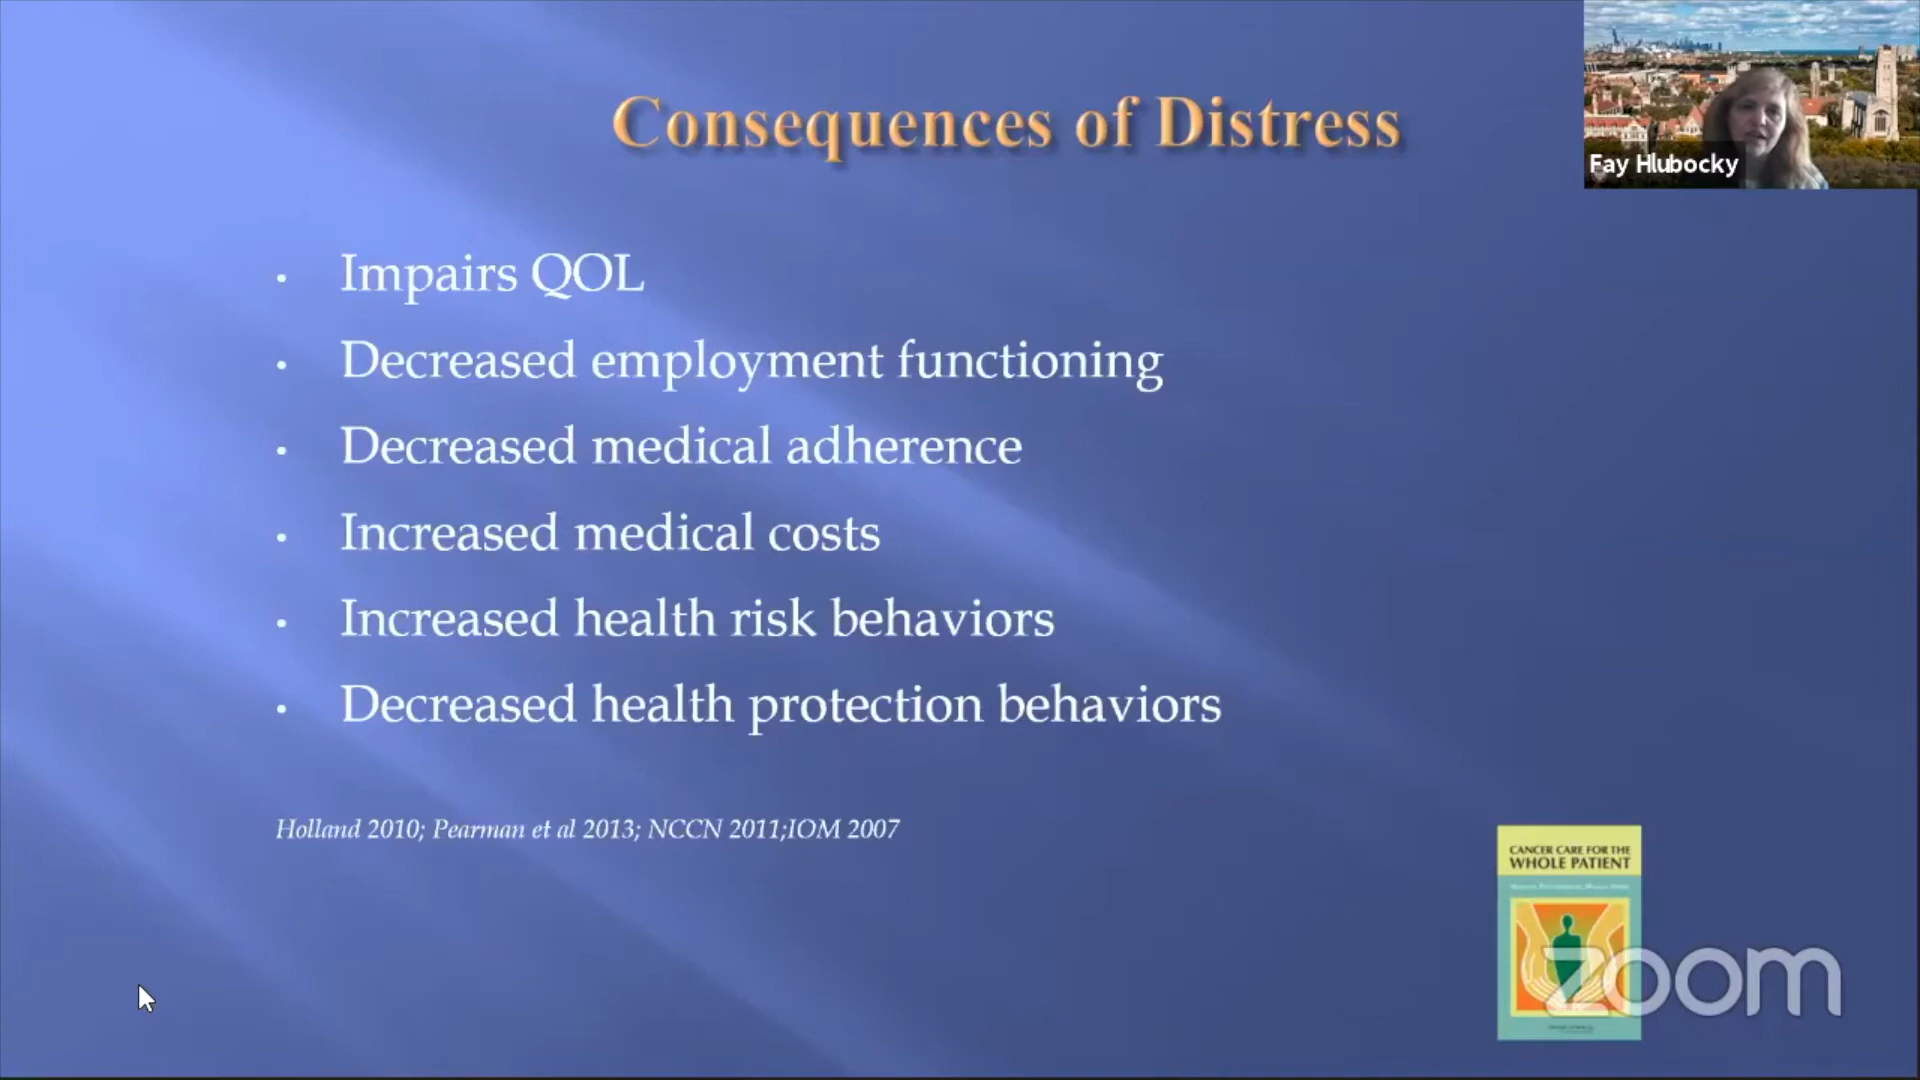 Consequences of Distress
Fay Hlubocky
• Impairs QOL
• Decreased employment functioning
• Decreased medical adherence
• Increased medical costs
• Increased health risk behaviors
• Decreased health protection behaviors
Holland 2010; Pearman et al 2013; NCCN 2011;IOM 2007
CANCER CARE FOR THE
WHOLE PATIENT
zoom